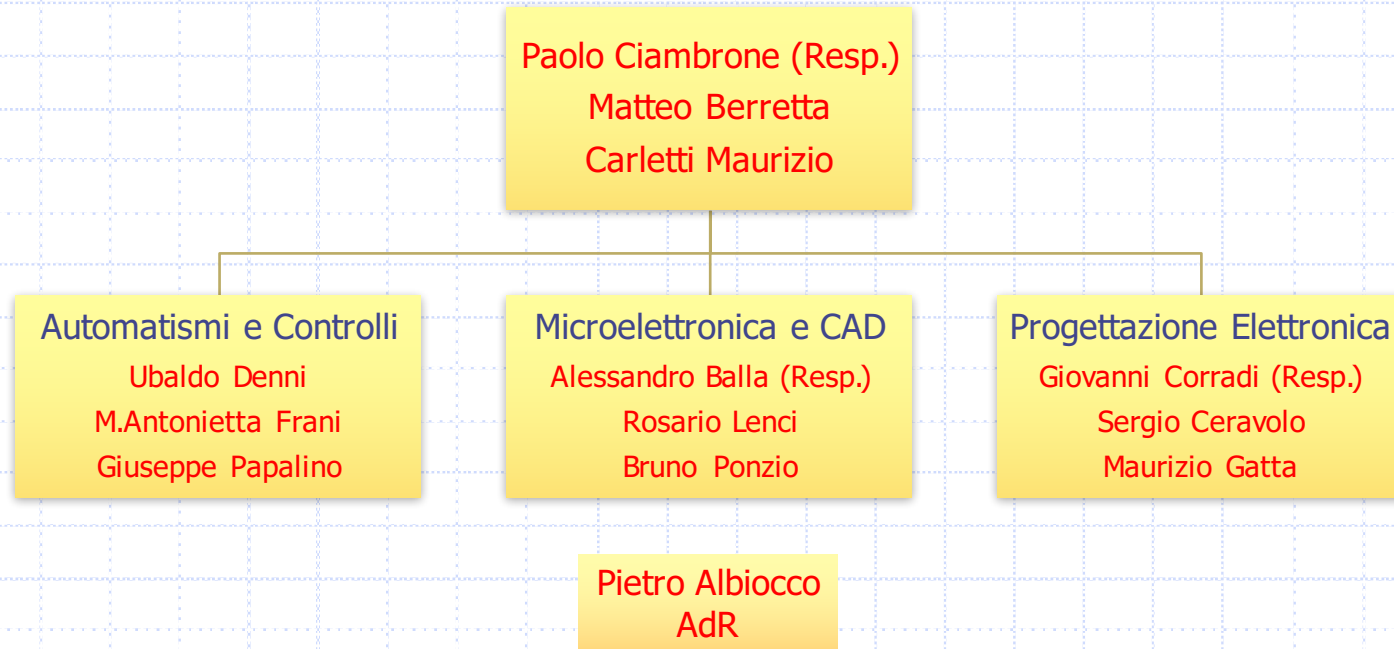 Paolo Ciambrone (Resp.)
Matteo Berretta
Carletti Maurizio
Automatismi e Controlli
Ubaldo Denni
M.Antonietta Frani
Giuseppe Papalino
Microelettronica e CAD
Alessandro Balla (Resp.)
Rosario Lenci
Bruno Ponzio
Progettazione Elettronica
Giovanni Corradi (Resp.)
Sergio Ceravolo
Maurizio Gatta
Pietro Albiocco
AdR